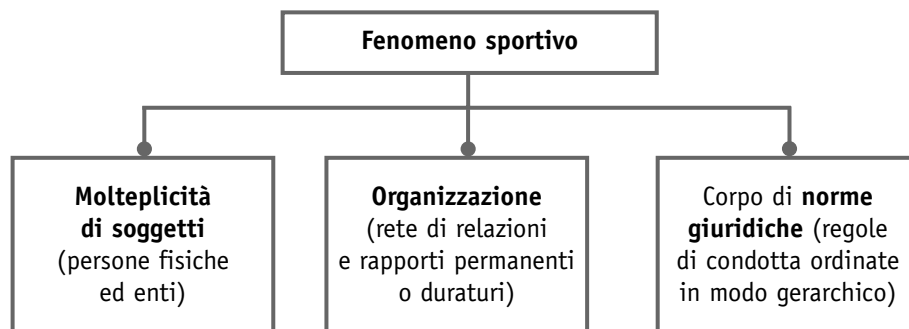 Fenomeno sportivo
Molteplicità
di soggetti
(persone fisiche
ed enti)
Organizzazione
(rete di relazioni
e rapporti permanenti
o duraturi)
Corpo di norme
giuridiche (regole
di condotta ordinate
in modo gerarchico)